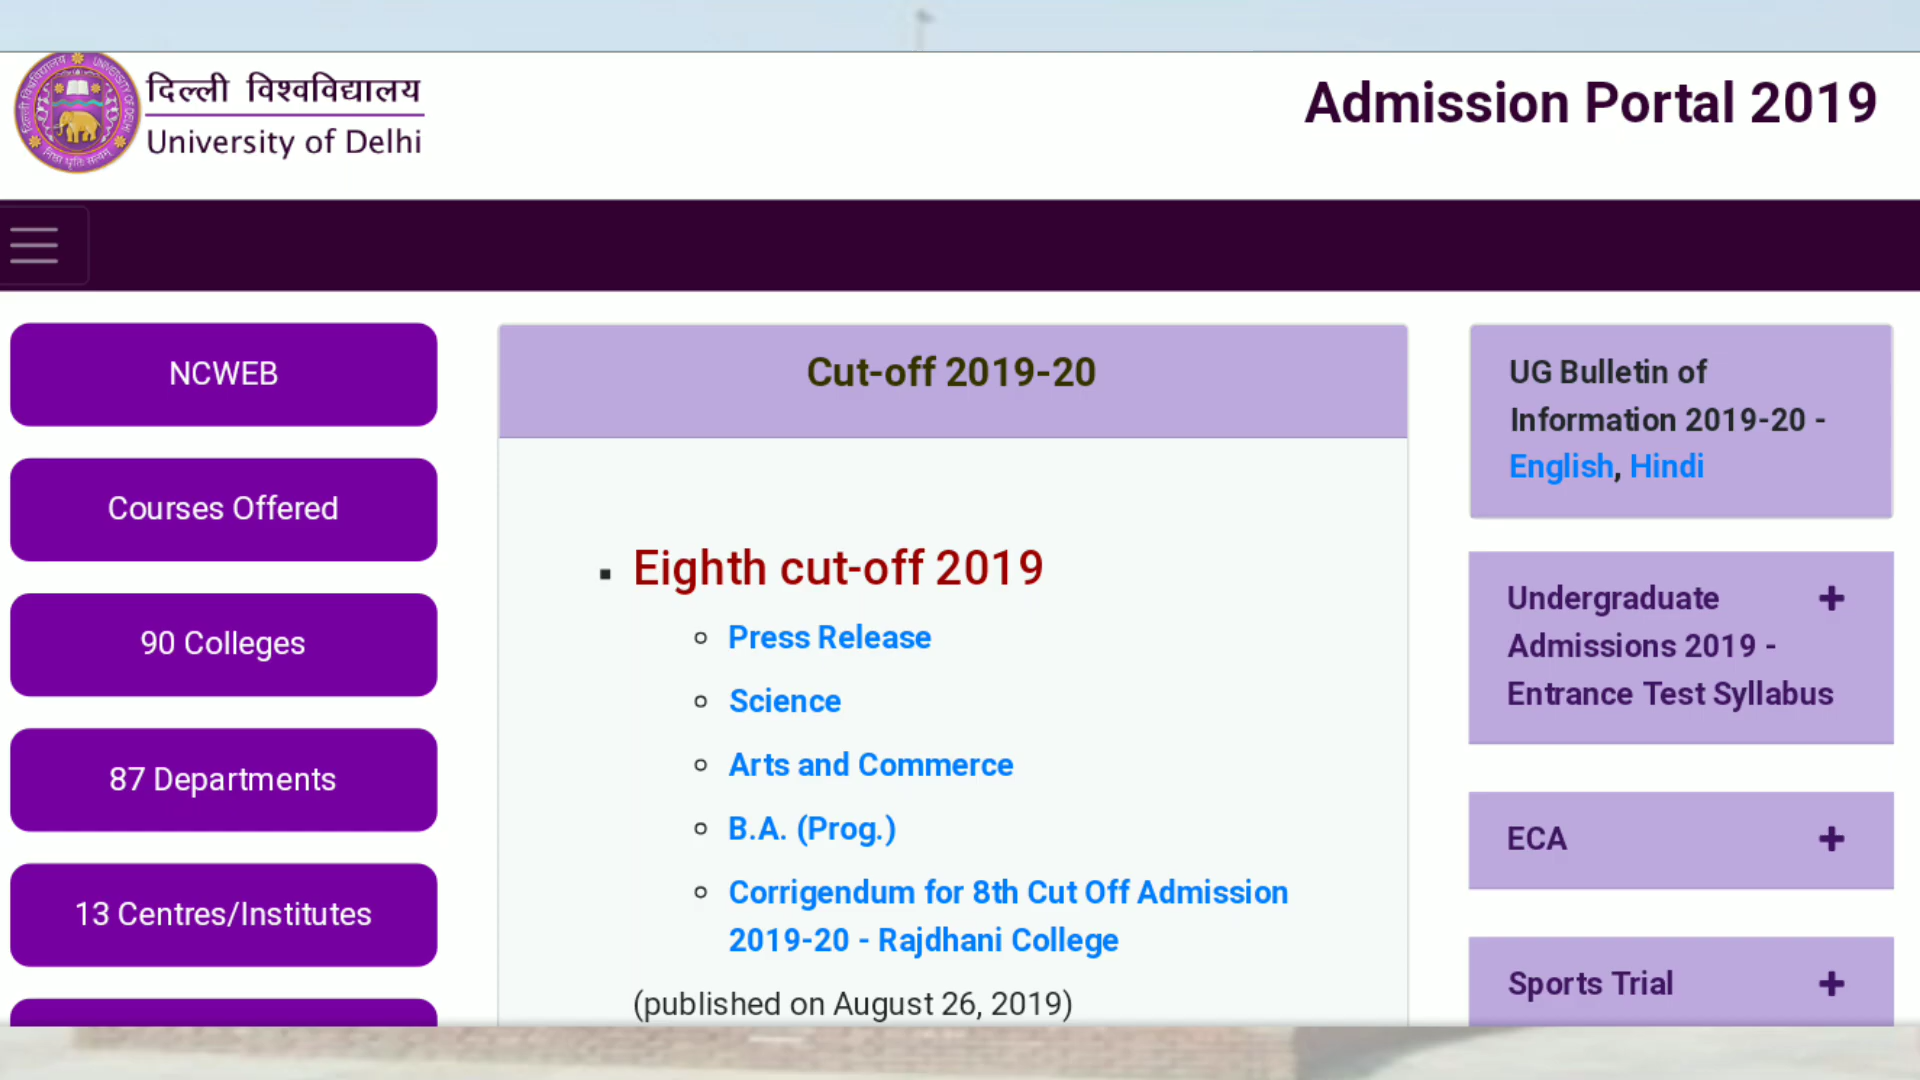 दिल्ली विश्वविद्यालय
University of Delhi
Admission Portal 2019
NCWEB
Courses Offered
90 Colleges
87 Departments
13 Centres/Institutes
Cut-off 2019-20
Eighth cut-off 2019
Press Release
Science
Arts and Commerce
B.A. (Prog.)
Corrigendum for 8th Cut Off Admission
2019-20 - Rajdhani College
(published on August 26, 2019)
UG Bulletin of
Information 2019-20 -
English, Hindi
Undergraduate +
Admissions 2019 -
Entrance Test Syllabus
ECA +
Sports Trial +